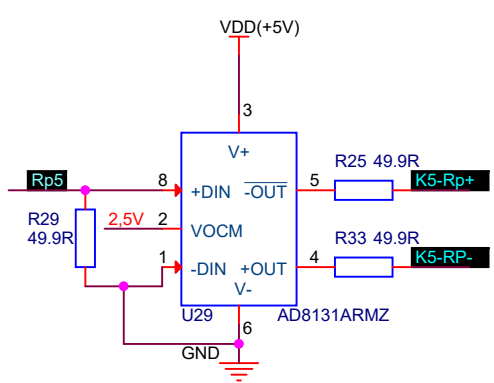 VDD(+5V)
3
V+
R25 49.9R
Rp5
8
+DIN
-OUT
5
K5-Rp+
R29
49.9R
2,5V
2
VOCM
R33 49.9R
1
-DIN
+OUT
4
K5-RP-
V-
U29
AD8131ARMZ
6
GND